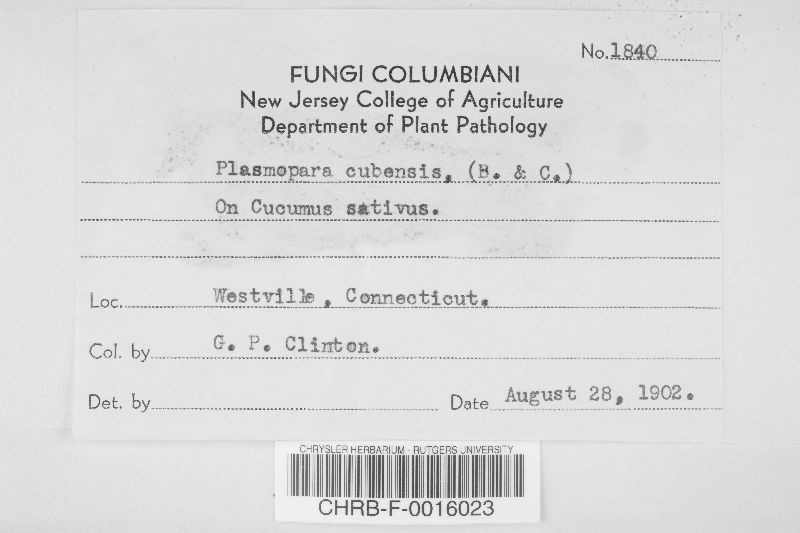 No. 1840
FUNGI COLUMBIANI
New Jersey College of Agriculture
Department of Plant Pathology
Plasmopara cubensis, (B. & C.)
On Cucumus sativus.
Loc. Westville, Connecticut.
Col. by G. P. Clinton.
Det. by
Date August 28, 1902.
CHRYSLER HERBARIUM - RUTGERS UNIVERSITY
CHRB-F-0016023